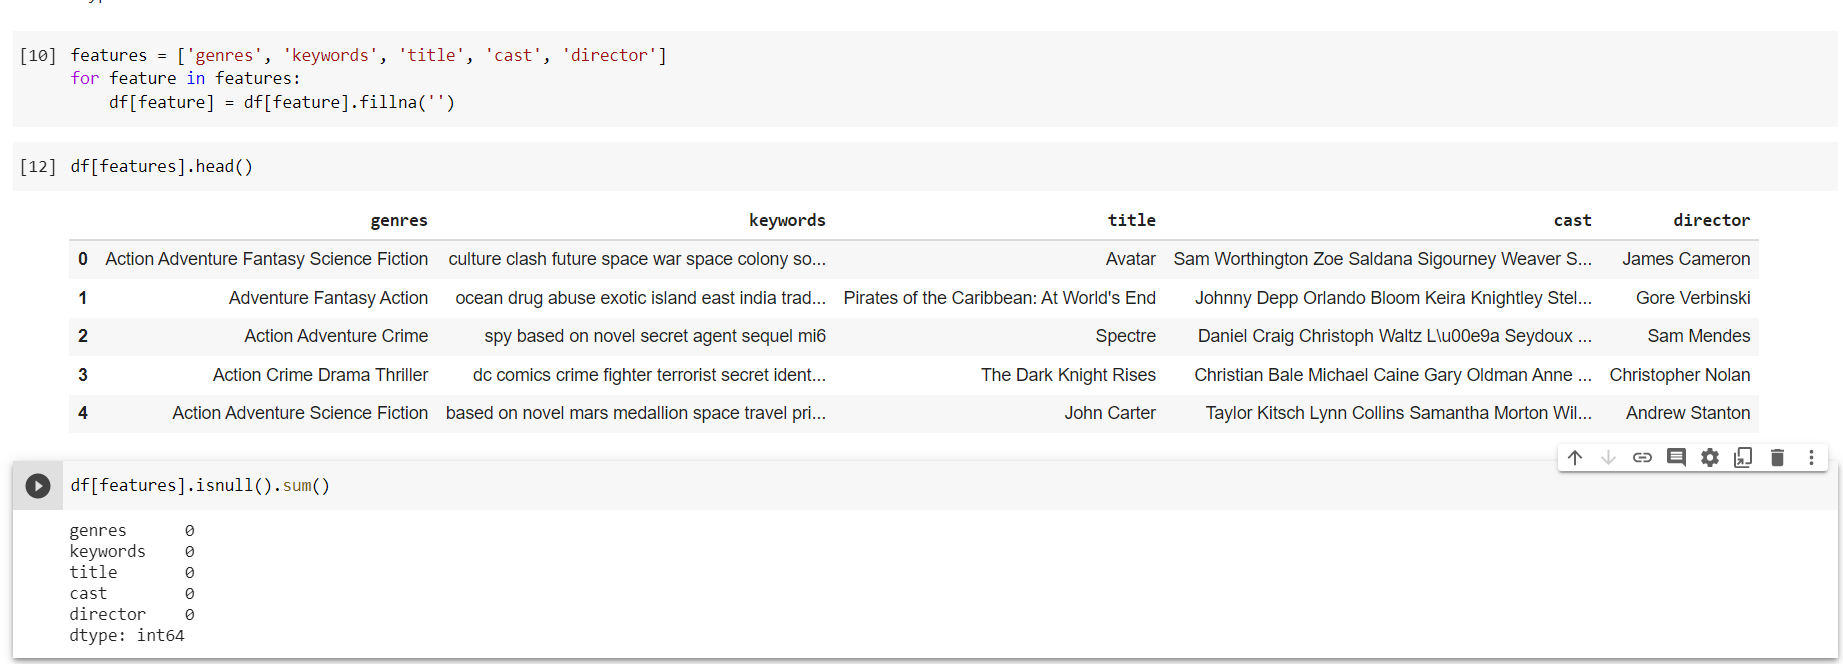 [10] features = ['genres', 'keywords', 'title', 'cast', 'director']
for feature in features:
    df[feature] = df[feature].fillna('')
[12] df[features].head()
genres keywords title cast director
0 Action Adventure Fantasy Science Fiction culture clash future space war space colony so... Avatar Sam Worthington Zoe Saldana Sigourney Weaver S... James Cameron
1 Adventure Fantasy Action ocean drug abuse exotic island east india trad... Pirates of the Caribbean: At World's End Johnny Depp Orlando Bloom Keira Knightley Stel... Gore Verbinski
2 Action Adventure Crime spy based on novel secret agent sequel mi6 Spectre Daniel Craig Christoph Waltz L\u00e9a Seydoux ... Sam Mendes
3 Action Crime Drama Thriller dc comics crime fighter terrorist secret ident... The Dark Knight Rises Christian Bale Michael Caine Gary Oldman Anne ... Christopher Nolan
4 Action Adventure Science Fiction based on novel mars medallion space travel pri... John Carter Taylor Kitsch Lynn Collins Samantha Morton Wil... Andrew Stanton
df[features].isnull().sum()
genres 0
keywords 0
title 0
cast 0
director 0
dtype: int64